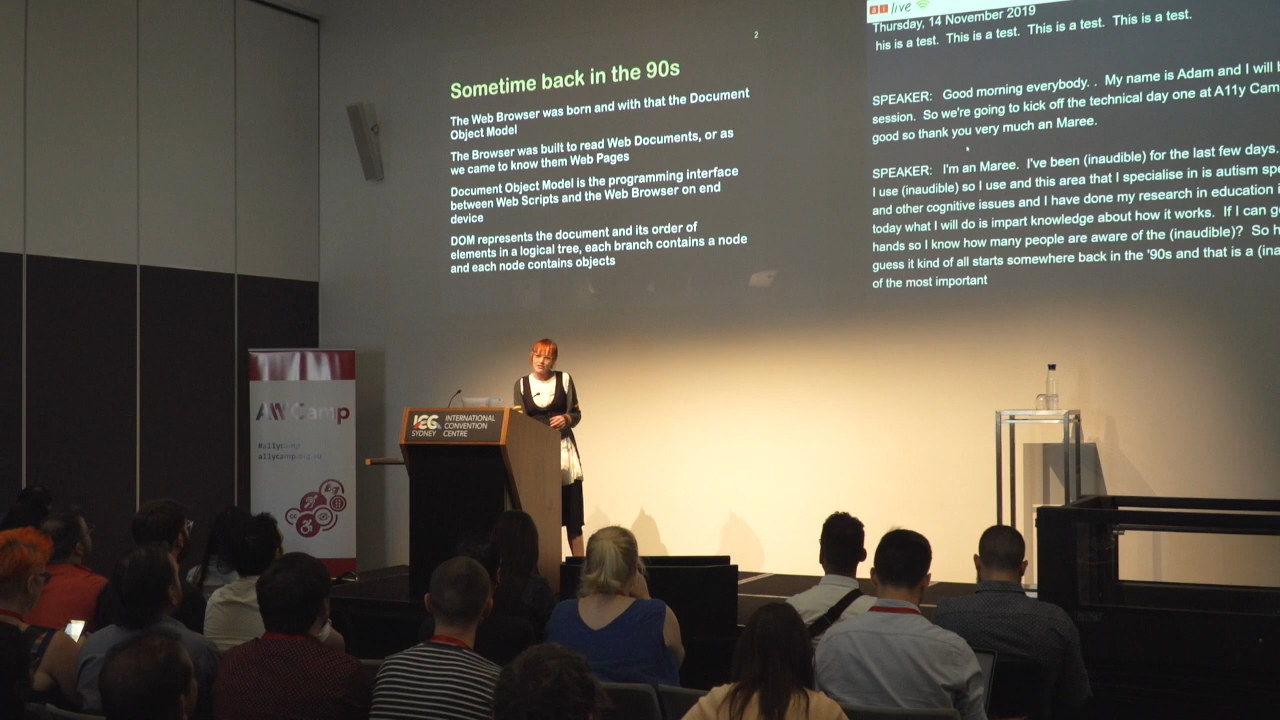 2
Sometime back in the 90s
The Web Browser was born and with that the Document
Object Model
The Browser was built to read Web Documents, or as
we came to know them Web Pages
Document Object Model is the programming interface
between Web Scripts and the Web Browser on end
device
DOM represents the document and its order of
elements in a logical tree, each branch contains a node
and each node contains objects
ai live
Thursday, 14 November 2019
his is a test. This is a test. This is a test. This is a test.
SPEAKER: Good morning everybody. . My name is Adam and I will
session. So we're going to kick off the technical day one at A11y Cam
good so thank you very much an Maree.
SPEAKER: I'm an Maree. I've been (inaudible) for the last few days.
I use (inaudible) so I use and this area that I specialise in is autism spe
and other cognitive issues and I have done my research in education
today what I will do is impart knowledge about how it works. If I can g
hands so I know how many people are aware of the (inaudible)? So h
guess it kind of all starts somewhere back in the '90s and that is a (ina
of the most important
A11yCamp
#a11ycamp
a11ycamp.org.au
ICC
SYDNEY
INTERNATIONAL
CONVENTION
CENTRE